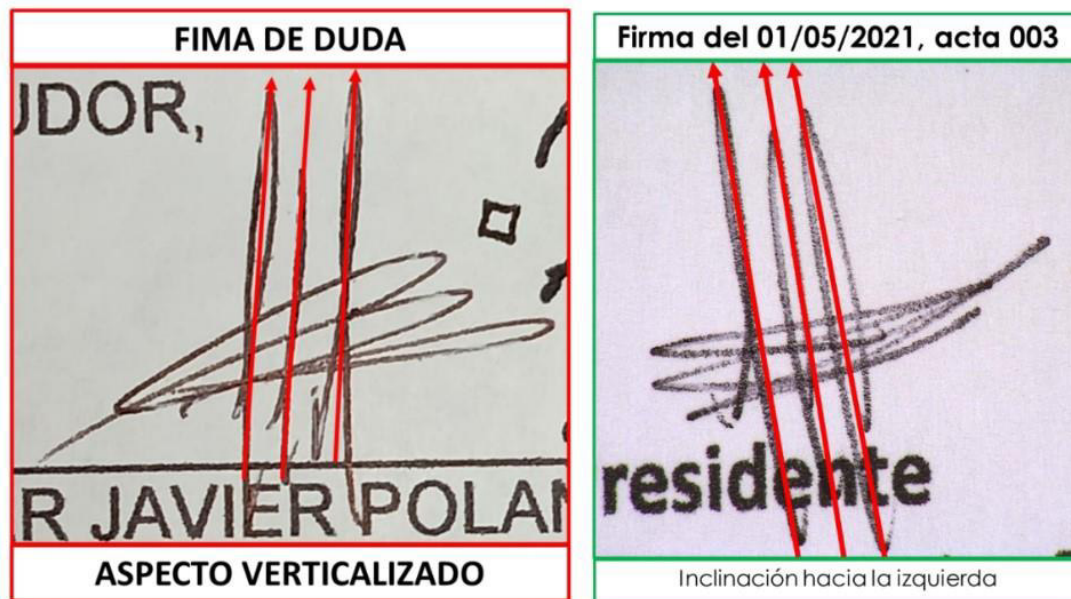 FIMA DE DUDA
JDOR,
R JAVIER POLAN
ASPECTO VERTICALIZADO
Firma del 01/05/2021, acta 003
residente
Inclinación hacia la izquierda